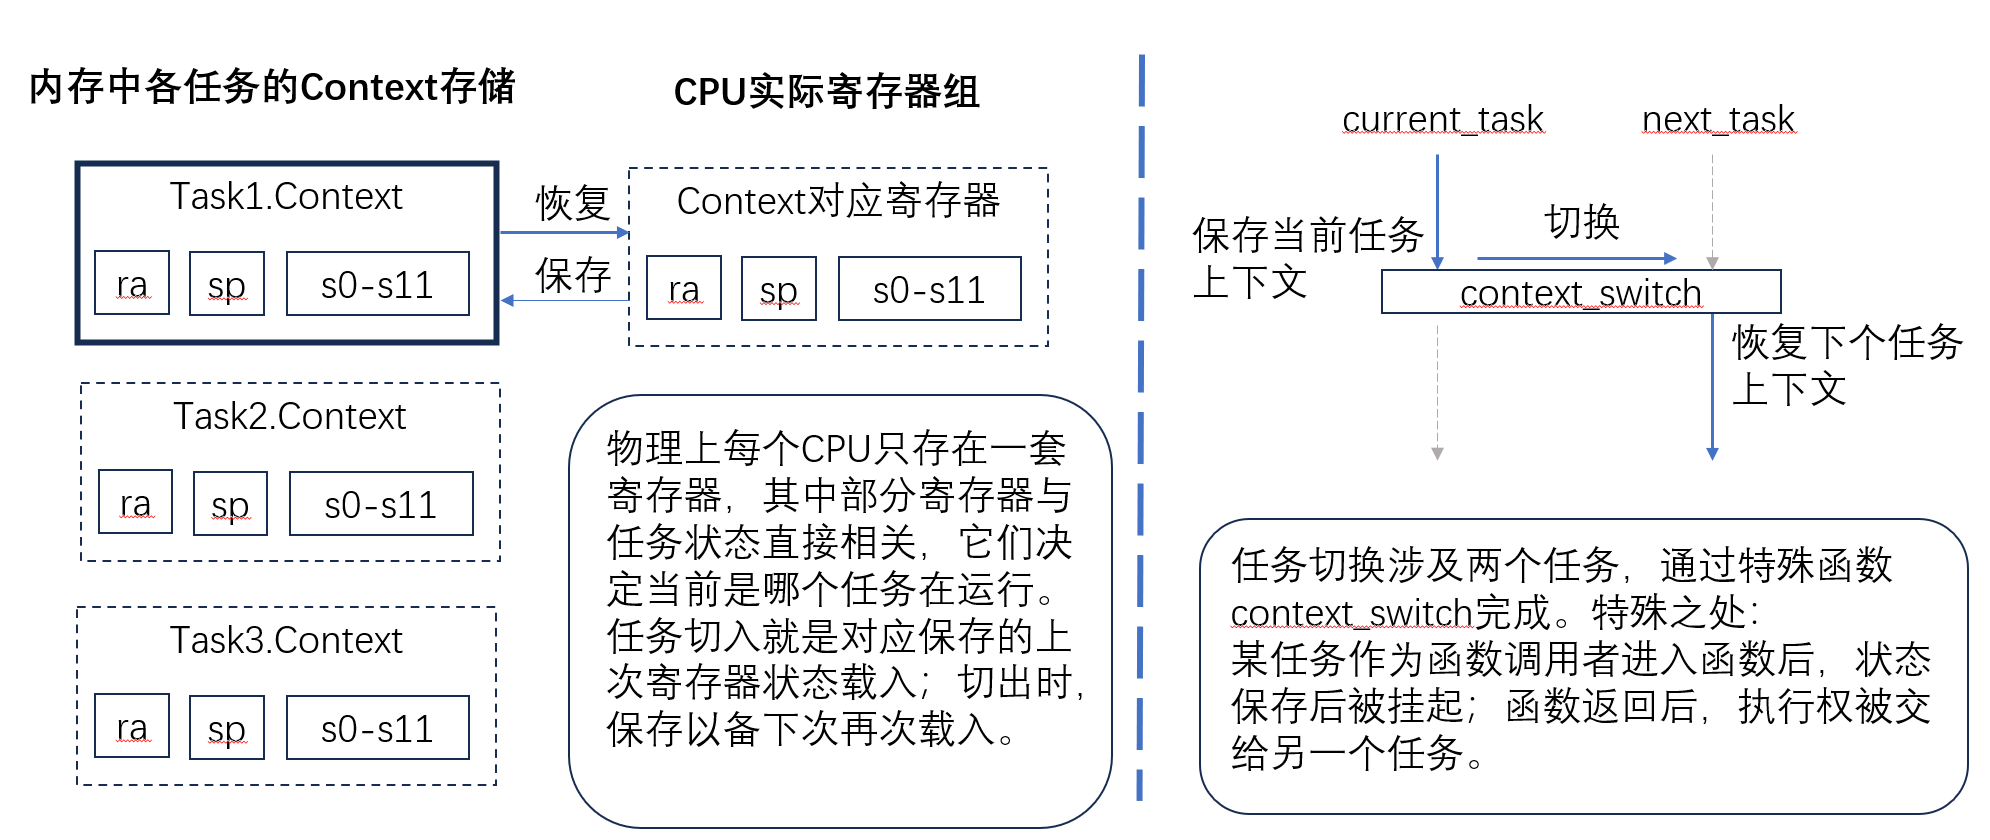 内存中各任务的Context存储
CPU实际寄存器组
Task1.Context
ra
sp
s0-s11
恢复
保存
Context对应寄存器
ra
sp
s0-s11
Task2.Context
ra
sp
s0-s11
Task3.Context
ra
sp
s0-s11
物理上每个CPU只存在一套
寄存器，其中部分寄存器与
任务状态直接相关，它们决
定当前是哪个任务在运行。
任务切入就是对应保存的上
次寄存器状态载入；切出时，
保存以备下次再次载入。
current_task
next_task
保存当前任务
上下文
切换
context_switch
恢复下个任务
上下文
任务切换涉及两个任务，通过特殊函数
context_switch完成。特殊之处：
某任务作为函数调用者进入函数后，状态
保存后被挂起；函数返回后，执行权被交
给另一个任务。